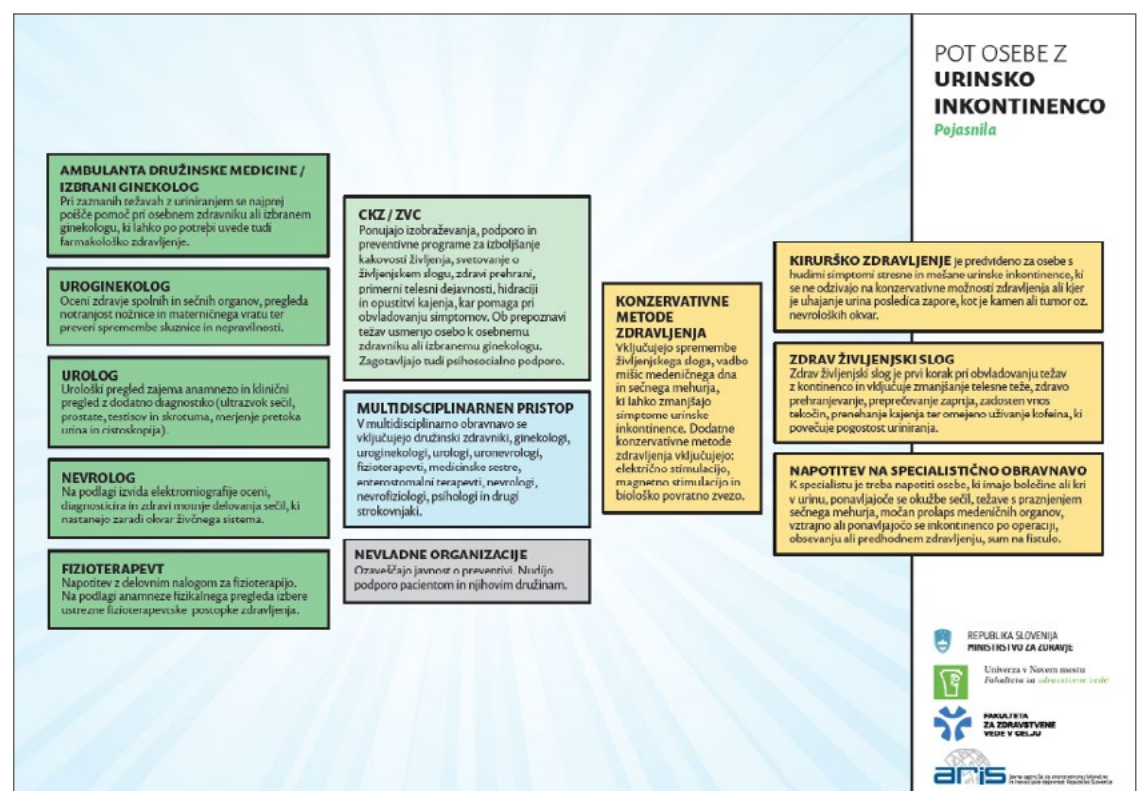 POT OSEBE Z
URINSKO
INKONTINENCO
Pojasnila
AMBULANTA DRUŽINSKE MEDICINE /
IZBRANI GINEKOLOG
Pri zaznanih težavah z uriniranjem se najprej
poišče pomoč pri osebnem zdravniku ali izbranem
ginekologu, ki lahko po potrebi uvede tudi
farmakološko zdravljenje.
UROGINEKOLOG
Oceni zdravje spolnih in sečnih organov, pregleda
notranjost nožnice in materničnega vratu ter
preveri spremembe sluznice in nepravilnosti.
UROLOG
Urološki pregled zajema anamnezo in klinični
pregled z dodatno diagnostiko (ultrazvok sečil,
prostate, testisov in skrotuma, merjenje pretoka
urina in cistoskopija).
NEVROLOG
Na podlagi izvida elektromiografije oceni,
diagnosticira in zdravi motnje delovanja sečil, ki
nastanejo zaradi okvar živčnega sistema.
FIZIOTERAPEVT
Napotitev z delovnim nalogom za fizioterapijo.
Na podlagi anamneze fizikalnega pregleda izbere
ustrezne fizioterapevtske postopke zdravljenja.
CKZ / ZVC
Ponujajo izobraževanja, podporo in
preventivne programe za izboljšanje
kakovosti življenja, svetovanje o
življenjskem slogu, zdravi prehrani,
primerni telesni dejavnosti, hidraciji
in opustitvi kajenja, kar pomaga pri
obvladovanju simptomov. Ob prepoznavi
težav usmerijo osebo k osebnemu
zdravniku ali izbranemu ginekologu.
Zagotavljajo tudi psihosocialno podporo.
MULTIDISCIPLINARNEN PRISTOP
V multidisciplinarno obravnavo se
vključujejo družinski zdravniki, ginekologi,
uroginekologi, urologi, uronevrologi,
fizioterapevti, medicinske sestre,
enterostomalni terapevti, nevrologi,
nevrofiziologi, psihologi in drugi
strokovnjaki.
NEVLADNE ORGANIZACIJE
Ozaveščajo javnost o preventivi. Nudijo
podporo pacientom in njihovim družinam.
KONZERVATIVNE
METODE
ZDRAVLJENJA
Vključujejo spremembe
življenjskega sloga, vadbo
mišic medeničnega dna
in sečnega mehurja,
ki lahko zmanjšajo
simptome urinske
inkontinence. Dodatne
konzervativne metode
zdravljenja vključujejo:
električno stimulacijo,
magnetno stimulacijo in
biološko povratno zvezo.
KIRURŠKO ZDRAVLJENJE je predvideno za osebe s
hudimi simptomi stresne in mešane urinske inkontinence, ki
se ne odzivajo na konzervativne možnosti zdravljenja ali kjer
je uhajanje urina posledica zapore, kot je kamen ali tumor oz.
nevroloških okvar.
ZDRAV ŽIVLJENJSKI SLOG
Zdrav življenjski slog je prvi korak pri obvladovanju težav
z kontinenco in vključuje zmanjšanje telesne teže, zdravo
prehranjevanje, preprečevanje zaprtja, zadosten vnos
tekočin, prenehanje kajenja ter omejeno uživanje kofeina, ki
povečuje pogostost uriniranja.
NAPOTITEV NA SPECIALISTIČNO OBRAVNAVO
K specialistu je treba napotiti osebe, ki imajo bolečine ali kri
v urinu, ponavljajoče se okužbe sečil, težave s praznjenjem
sečnega mehurja, močan prolaps medeničnih organov,
vztrajno ali ponavljajočo se inkontinenco po operaciji,
obsevanju ali predhodnem zdravljenju, sum na fistulo.
REPUBLIKA SLOVENIJA
MINISTRSTVO ZA ZDRAVJE
Univerza v Novem mestu
Fakulteta za zdravstvene vede
FAKULTETA
ZA ZDRAVSTVENE
VEDE V CELJU
aris
Javna agencija za znanstvenoraziskovalno
in inovacijsko dejavnost Republike Slovenije